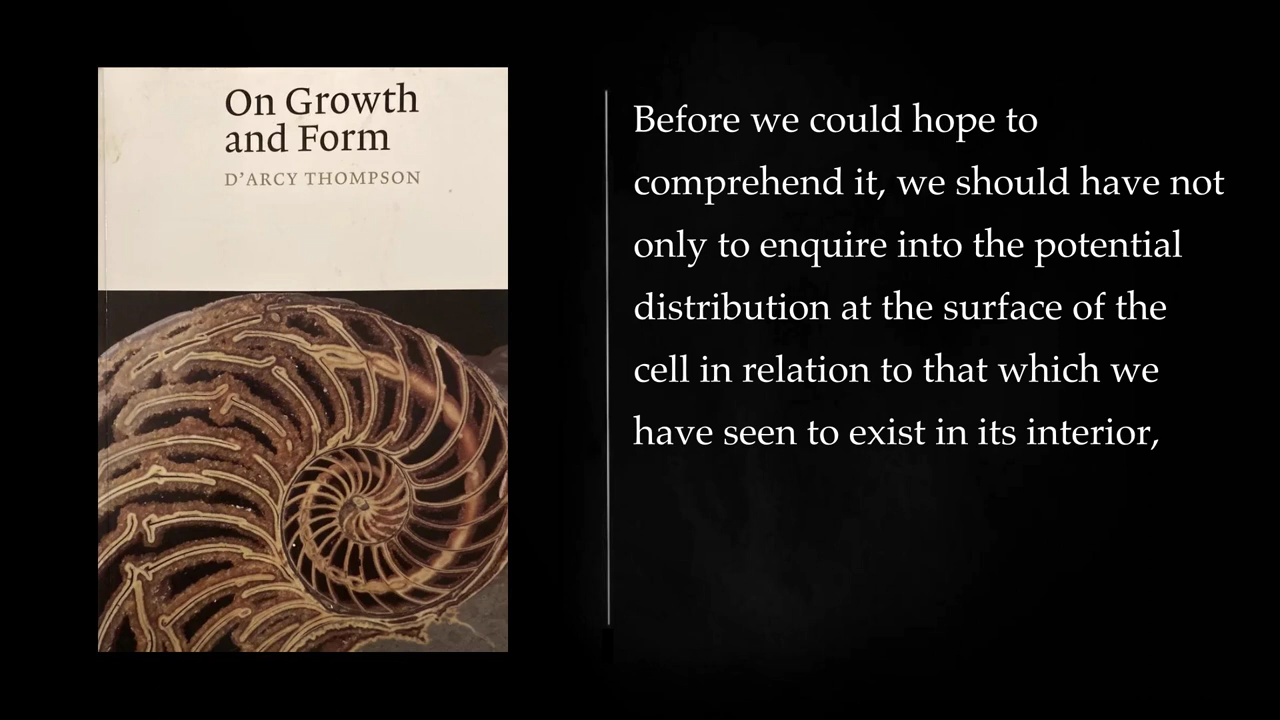 On Growth
and Form
D'ARCY THOMPSON
Before we could hope to
comprehend it, we should have not
only to enquire into the potential
distribution at the surface of the
cell in relation to that which we
have seen to exist in its interior,